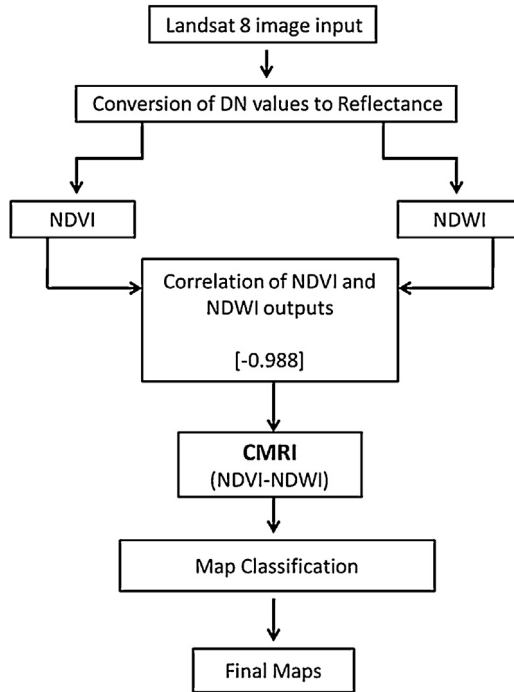 Landsat 8 image input
Conversion of DN values to Reflectance
NDVI
NDWI
Correlation of NDVI and
NDWI outputs
[-0.988]
CMRI
(NDVI-NDWI)
Map Classification
Final Maps